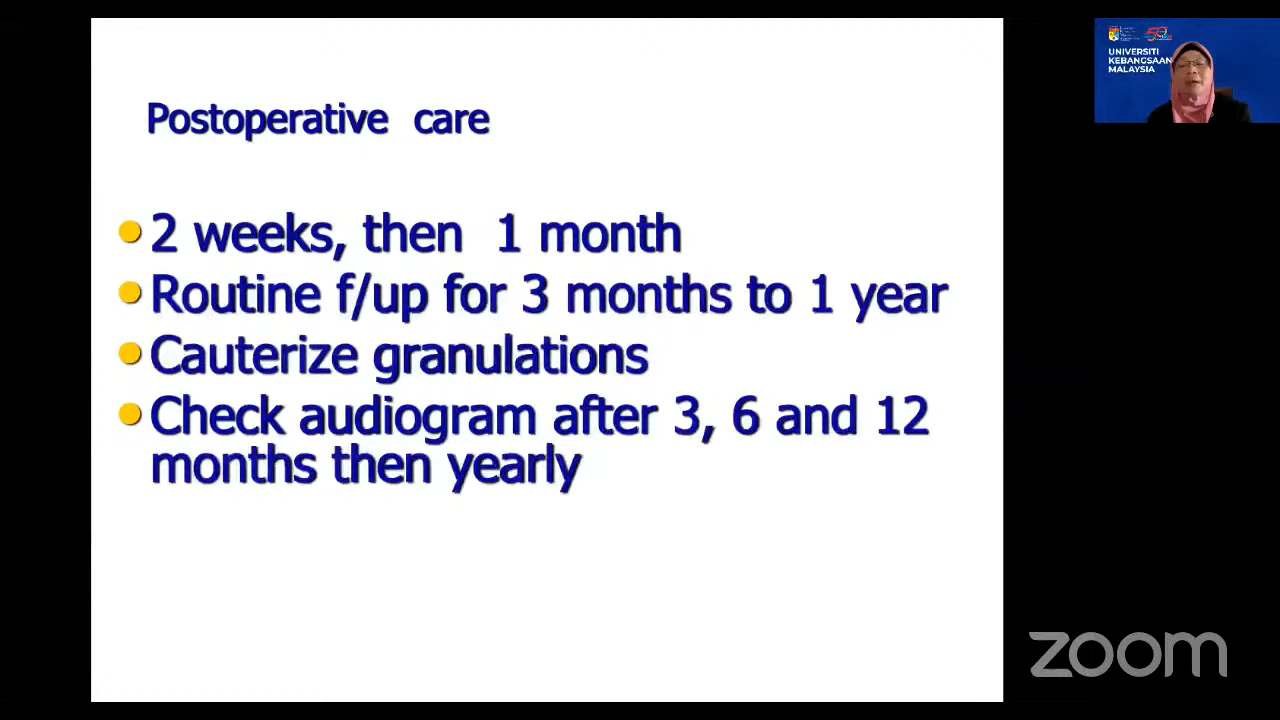 Postoperative care
2 weeks, then 1 month
Routine f/up for 3 months to 1 year
Cauterize granulations
Check audiogram after 3, 6 and 12
months then yearly
UNIVERSITI
KEBANGSAAN
MALAYSIA
zoom